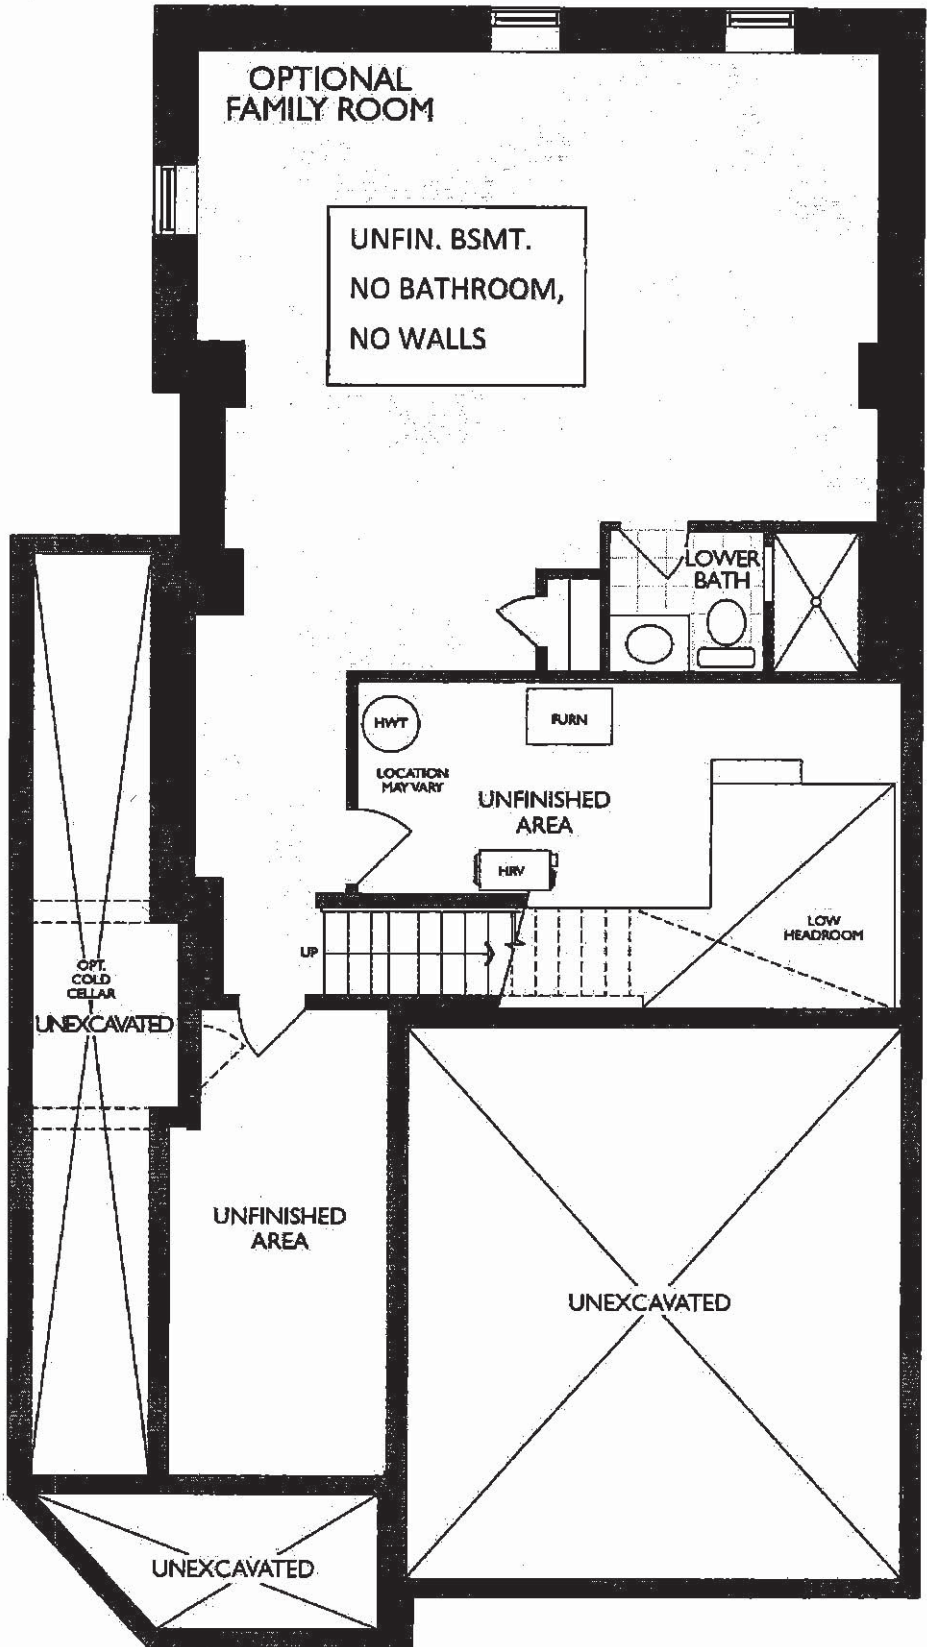 OPTIONAL
FAMILY ROOM
UNFIN. BSMT.
NO BATHROOM,
NO WALLS
LOWER
BATH
HWT
FURN
LOCATION
MAY VARY
UNFINISHED
AREA
HRV
LOW
HEADROOM
UP
OPT.
COLD
CELLAR
UNEXCAVATED
UNFINISHED
AREA
UNEXCAVATED
UNEXCAVATED